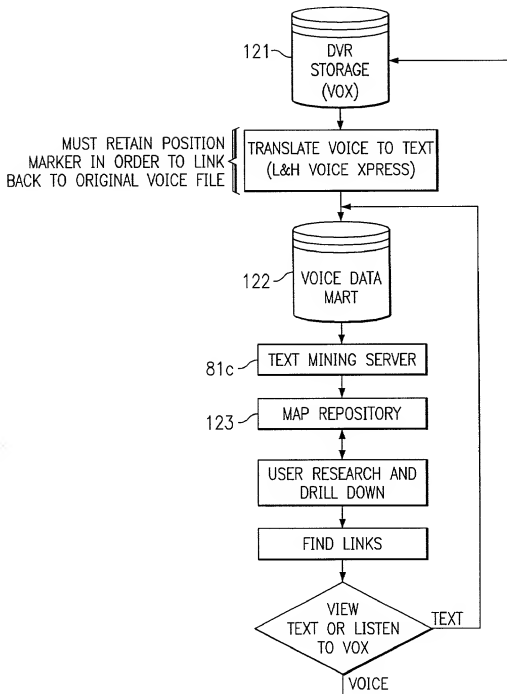 121
DVR
STORAGE
(VOX)
MUST RETAIN POSITION
MARKER IN ORDER TO LINK
BACK TO ORIGINAL VOICE FILE
TRANSLATE VOICE TO TEXT
(L&H VOICE XPRESS)
122
VOICE DATA
MART
81c
TEXT MINING SERVER
123
MAP REPOSITORY
USER RESEARCH AND
DRILL DOWN
FIND LINKS
VIEW
TEXT OR LISTEN
TO VOX
TEXT
VOICE